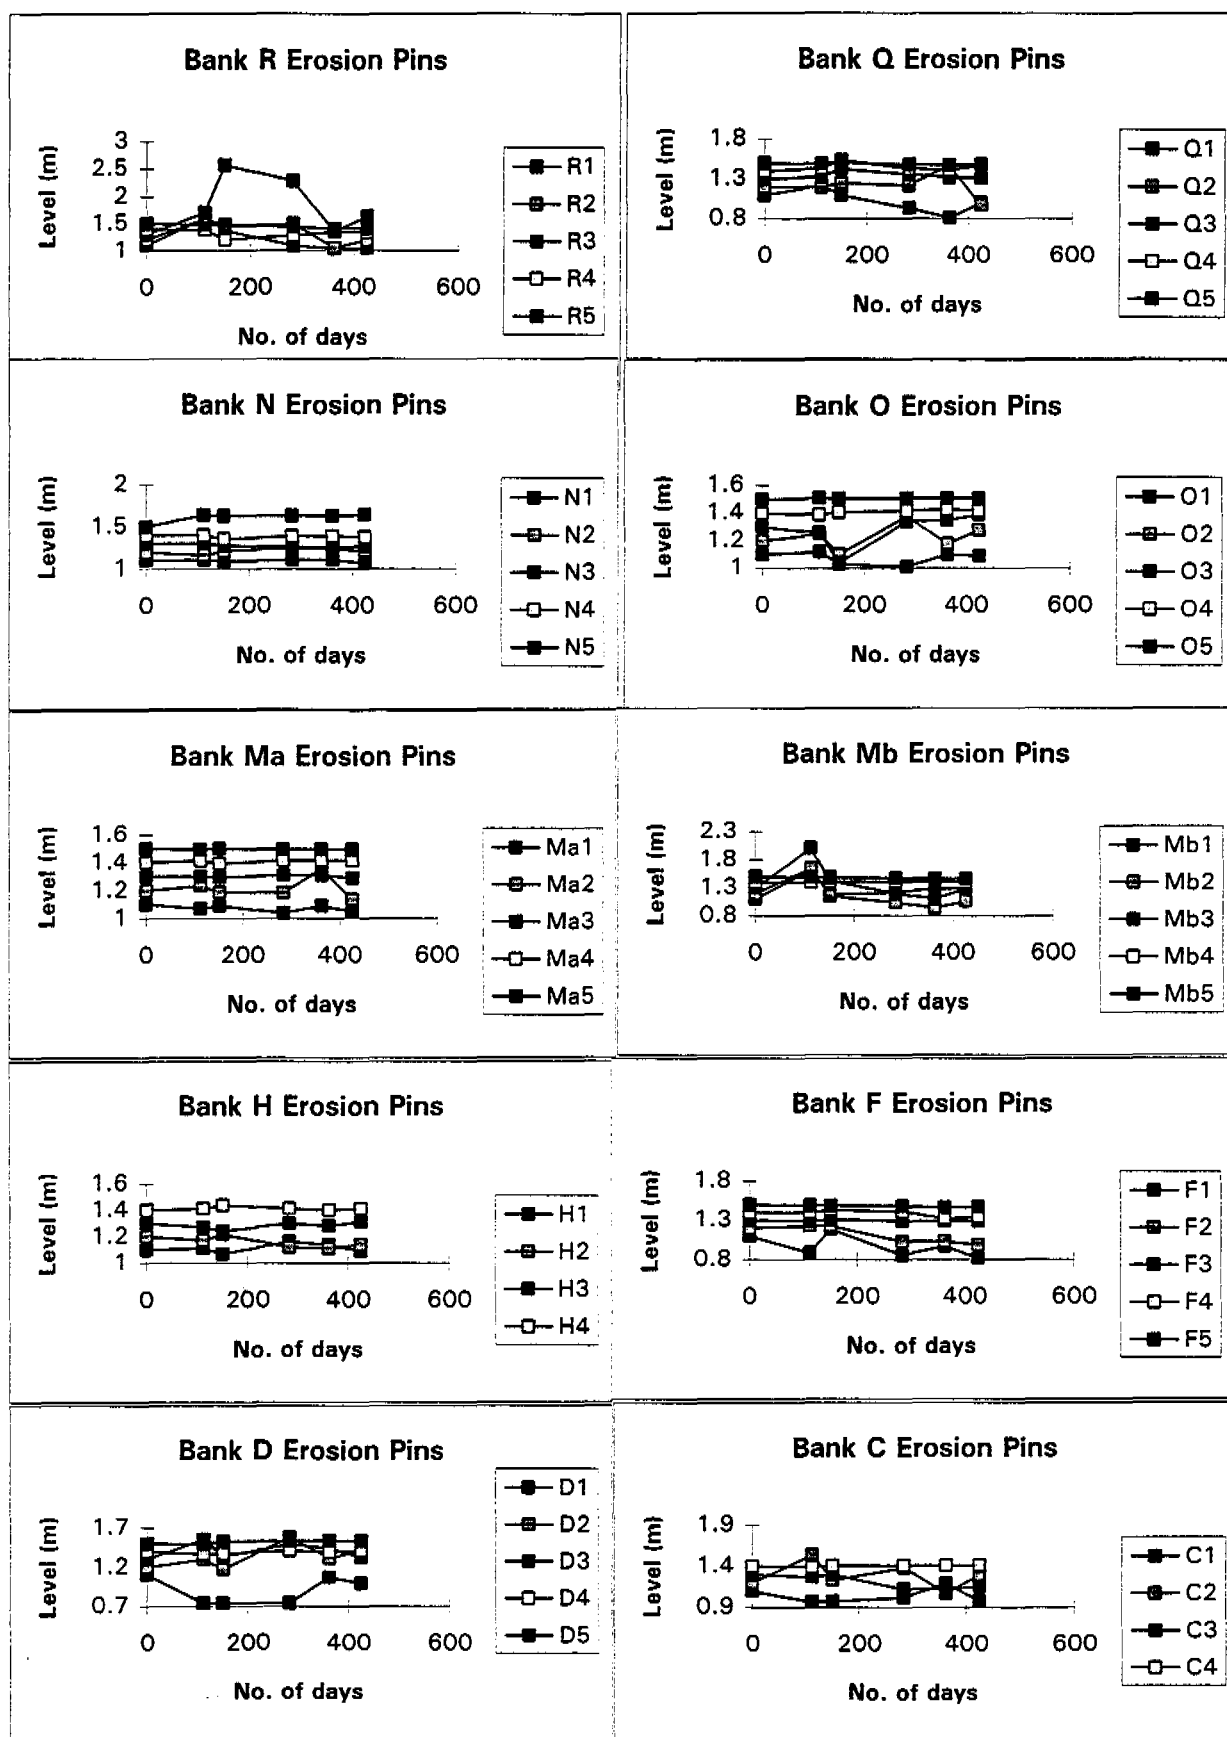 Bank R Erosion Pins
Level (m)
3
2.5
2
1.5
1
0 200 400 600
No. of days
R1
R2
R3
R4
R5
Bank Q Erosion Pins
Level (m)
1.8
1.3
0.8
0 200 400 600
No. of days
Q1
Q2
Q3
Q4
Q5
Bank N Erosion Pins
Level (m)
2
1.5
1
0 200 400 600
No. of days
N1
N2
N3
N4
N5
Bank O Erosion Pins
Level (m)
1.6
1.4
1.2
1
0 200 400 600
No. of days
O1
O2
O3
O4
O5
Bank Ma Erosion Pins
Level (m)
1.6
1.4
1.2
1
0 200 400 600
No. of days
Ma1
Ma2
Ma3
Ma4
Ma5
Bank Mb Erosion Pins
Level (m)
2.3
1.8
1.3
0.8
0 200 400 600
No. of days
Mb1
Mb2
Mb3
Mb4
Mb5
Bank H Erosion Pins
Level (m)
1.6
1.4
1.2
1
0 200 400 600
No. of days
H1
H2
H3
H4
Bank F Erosion Pins
Level (m)
1.8
1.3
0.8
0 200 400 600
No. of days
F1
F2
F3
F4
F5
Bank D Erosion Pins
Level (m)
1.7
1.2
0.7
0 200 400 600
No. of days
D1
D2
D3
D4
D5
Bank C Erosion Pins
Level (m)
1.9
1.4
0.9
0 200 400 600
No. of days
C1
C2
C3
C4